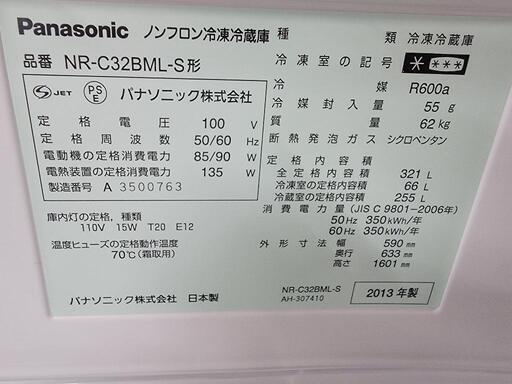 Panasonic ノンフロン冷凍冷蔵庫
品番 NR-C32BML-S形
S JET
PS E
パナソニック株式会社
定格電圧 100 V
定格周波数 50/60 Hz
電動機の定格消費電力 85/90 W
電熱装置の定格消費電力 135 W
製造番号 A 3500763
庫内灯の定格,種類
110V 15W T20 E12
温度ヒューズの定格動作温度
70℃(霜取用)
パナソニック株式会社 日本製
種類 冷凍冷蔵庫
冷凍室の記号 * ***
冷媒 R600a
冷媒封入量 55 g
質量 62 kg
断熱発泡ガス シクロペンタン
定格内容積
全定格内容積 321 L
冷凍室の定格内容積 66 L
冷蔵室の定格内容積 255 L
消費電力量(JIS C 9801-2006年)
50 Hz 350 kWh/年
60 Hz 350 kWh/年
外形寸法 幅 590 mm
奥行 633 mm
高さ 1601 mm
NR-C32BML-S
AH-307410
2013 年製